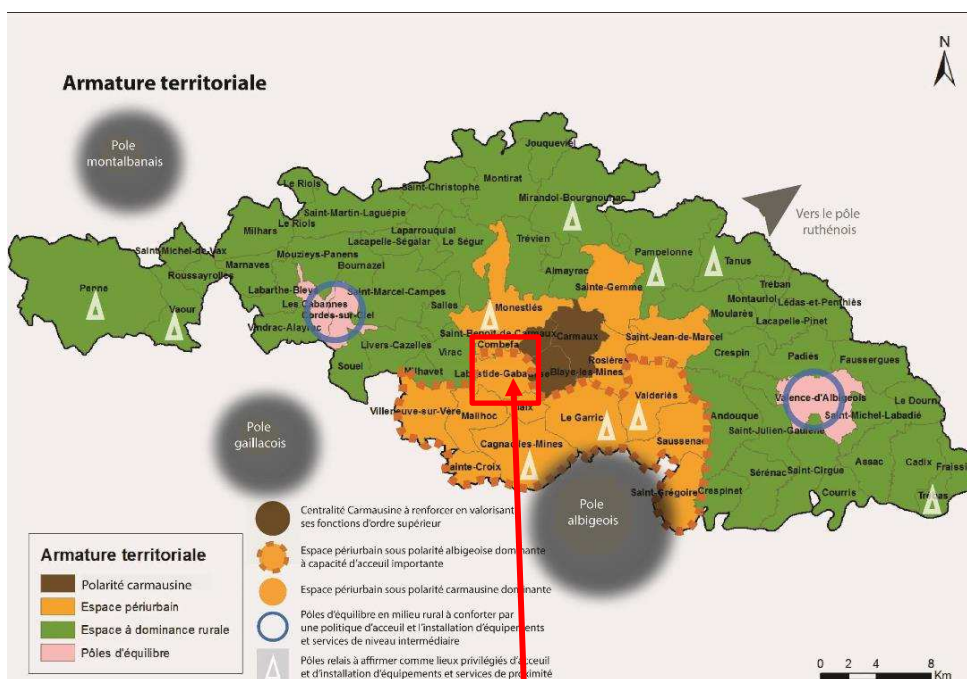 N
Armature territoriale
Pole
montalbanais
Jouqueviel
Montirat
Le Riols
Saint-Christophe
Mirandol-Bourgnounac
Vers le pôle
ruthénois
Saint-Martin-Laguépie
Le Riols
Milhars
Laparrouquial
Trévien
Lacapelle-Ségalar
Le Ségur
Saint-Michel-de-Vax
Mouzieys-Panens
Pampelonne
Tanus
Marnaves
Bournazel
Roussayrolles
Almayrac
Sainte-Gemme
Tréban
Penne
Labarthe-Bleys
Saint-Marcel-Campes
Montauriol
Lédas-et-Penthiès
Vaour
Les Cabannes
Cordes-sur-Ciel
Salles
Monestiés
Moularès
Lacapelle-Pinet
Vindrac-Alayrac
Saint-Benoît-de-Carmaux
Carmaux
Saint-Jean-de-Marcel
Livers-Cazelles
Virac
Combefa
Rosières
Crespin
Padiès
Faussergues
Souel
Milhavet
Labastide-Gaba
Blaye-les-Mines
Valderiès
Valence-d'Albigeois
Le Dourn
Villeneuve-sur-Vère
Mailhoc
Le Garric
Andouque
Saint-Michel-Labadié
Pole
gaillacois
Cagnac-les-Mines
Saussenac
Saint-Julien-Gaulène
Sainte-Croix
Sérénac
Saint-Cirgue
Assac
Cadix
Fraissi
Saint-Grégoire
Crespinet
Courris
Trébas
Pole
albigeois
Centralité Carmausine à renforcer en valorisant
ses fonctions d'ordre supérieur
Espace périurbain sous polarité albigeoise dominante
à capacité d'acceuil importante
Espace périurbain sous polarité carmausine dominante
Pôles d'équilibre en milieu rural à conforter par
une politique d'acceuil et l'installation d'équipements
et services de niveau intermédiaire
Pôles relais à affirmer comme lieux privilégiés d'acceuil
et d'installation d'équipements et services de proximité
Armature territoriale
Polarité carmausine
Espace périurbain
Espace à dominance rurale
Pôles d'équilibre
0 2 4 8
Km